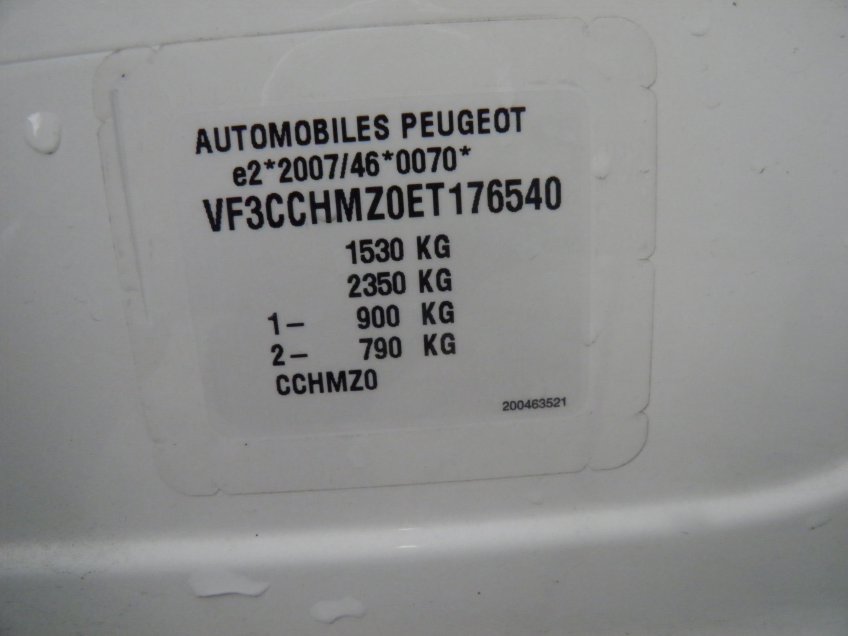 AUTOMOBILES PEUGEOT
e2*2007/46*0070*
VF3CCHMZ0ET176540
1530 KG
2350 KG
1– 900 KG
2– 790 KG
CCHMZ0
200463521